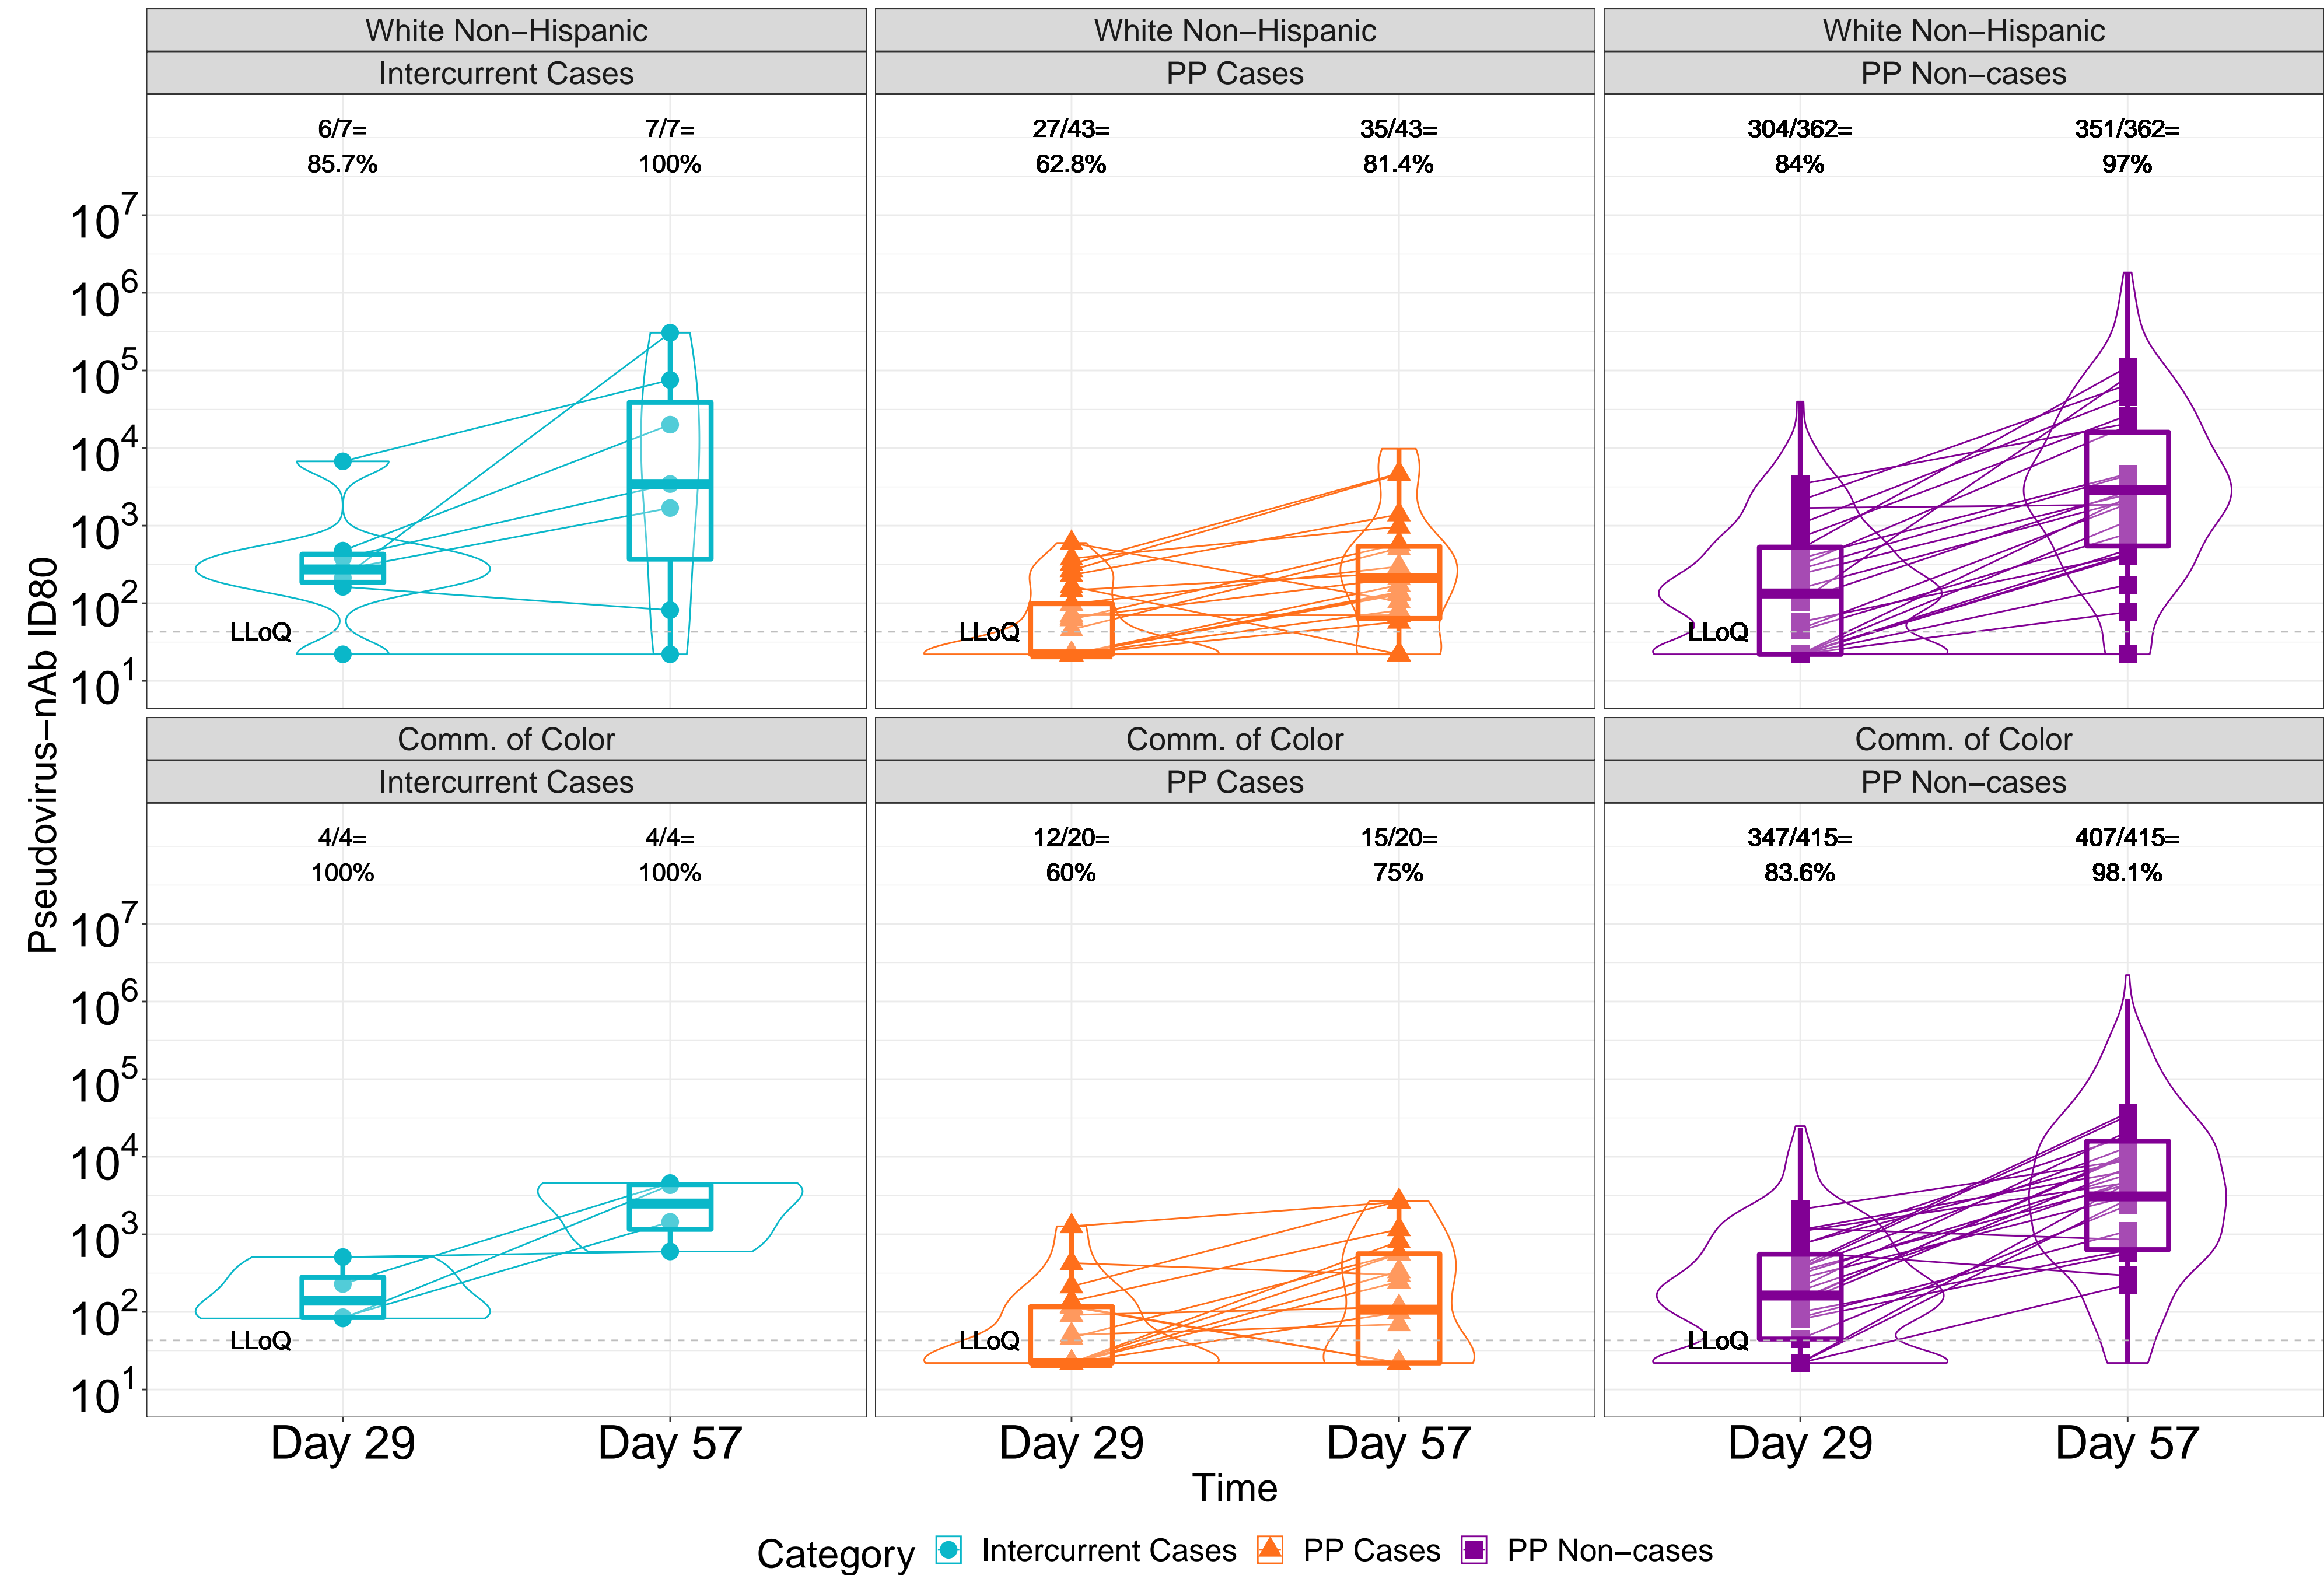 White Non−Hispanic
Intercurrent Cases
White Non−Hispanic
PP Cases
White Non−Hispanic
PP Non−cases
6/7=
85.7%
7/7=
100%
27/43=
62.8%
35/43=
81.4%
304/362=
84%
351/362=
97%
10^7
10^6
10^5
10^4
10^3
10^2
10^1
LLoQ
LLoQ
LLoQ
Pseudovirus−nAb ID80
Comm. of Color
Intercurrent Cases
Comm. of Color
PP Cases
Comm. of Color
PP Non−cases
4/4=
100%
4/4=
100%
12/20=
60%
15/20=
75%
347/415=
83.6%
407/415=
98.1%
10^7
10^6
10^5
10^4
10^3
10^2
10^1
LLoQ
LLoQ
LLoQ
Day 29
Day 57
Day 29
Day 57
Day 29
Day 57
Time
Category
Intercurrent Cases
PP Cases
PP Non−cases